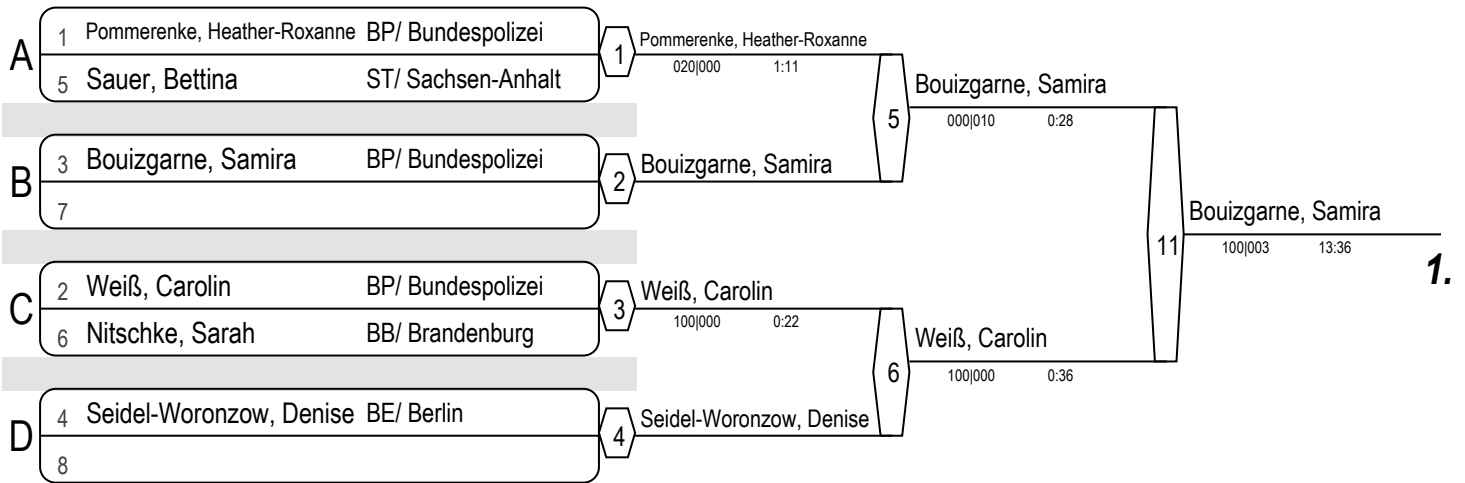 A
1 Pommerenke, Heather-Roxanne BP/ Bundespolizei
5 Sauer, Bettina ST/ Sachsen-Anhalt
1
Pommerenke, Heather-Roxanne
020|000 1:11
B
3 Bouizgarne, Samira BP/ Bundespolizei
7
2
Bouizgarne, Samira
5
Bouizgarne, Samira
000|010 0:28
C
2 Weiß, Carolin BP/ Bundespolizei
6 Nitschke, Sarah BB/ Brandenburg
3
Weiß, Carolin
100|000 0:22
D
4 Seidel-Woronzow, Denise BE/ Berlin
8
4
Seidel-Woronzow, Denise
6
Weiß, Carolin
100|000 0:36
11
Bouizgarne, Samira
100|003 13:36
1.